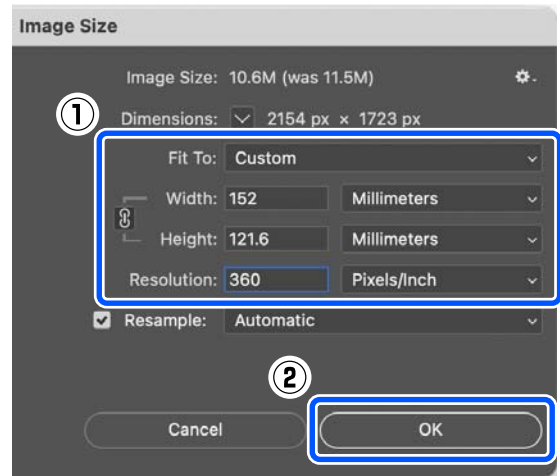 Image Size
Image Size: 10.6M (was 11.5M)
①
Dimensions: 2154 px × 1723 px
Fit To: Custom
Width: 152 Millimeters
Height: 121.6 Millimeters
Resolution: 360 Pixels/Inch
Resample: Automatic
②
Cancel OK